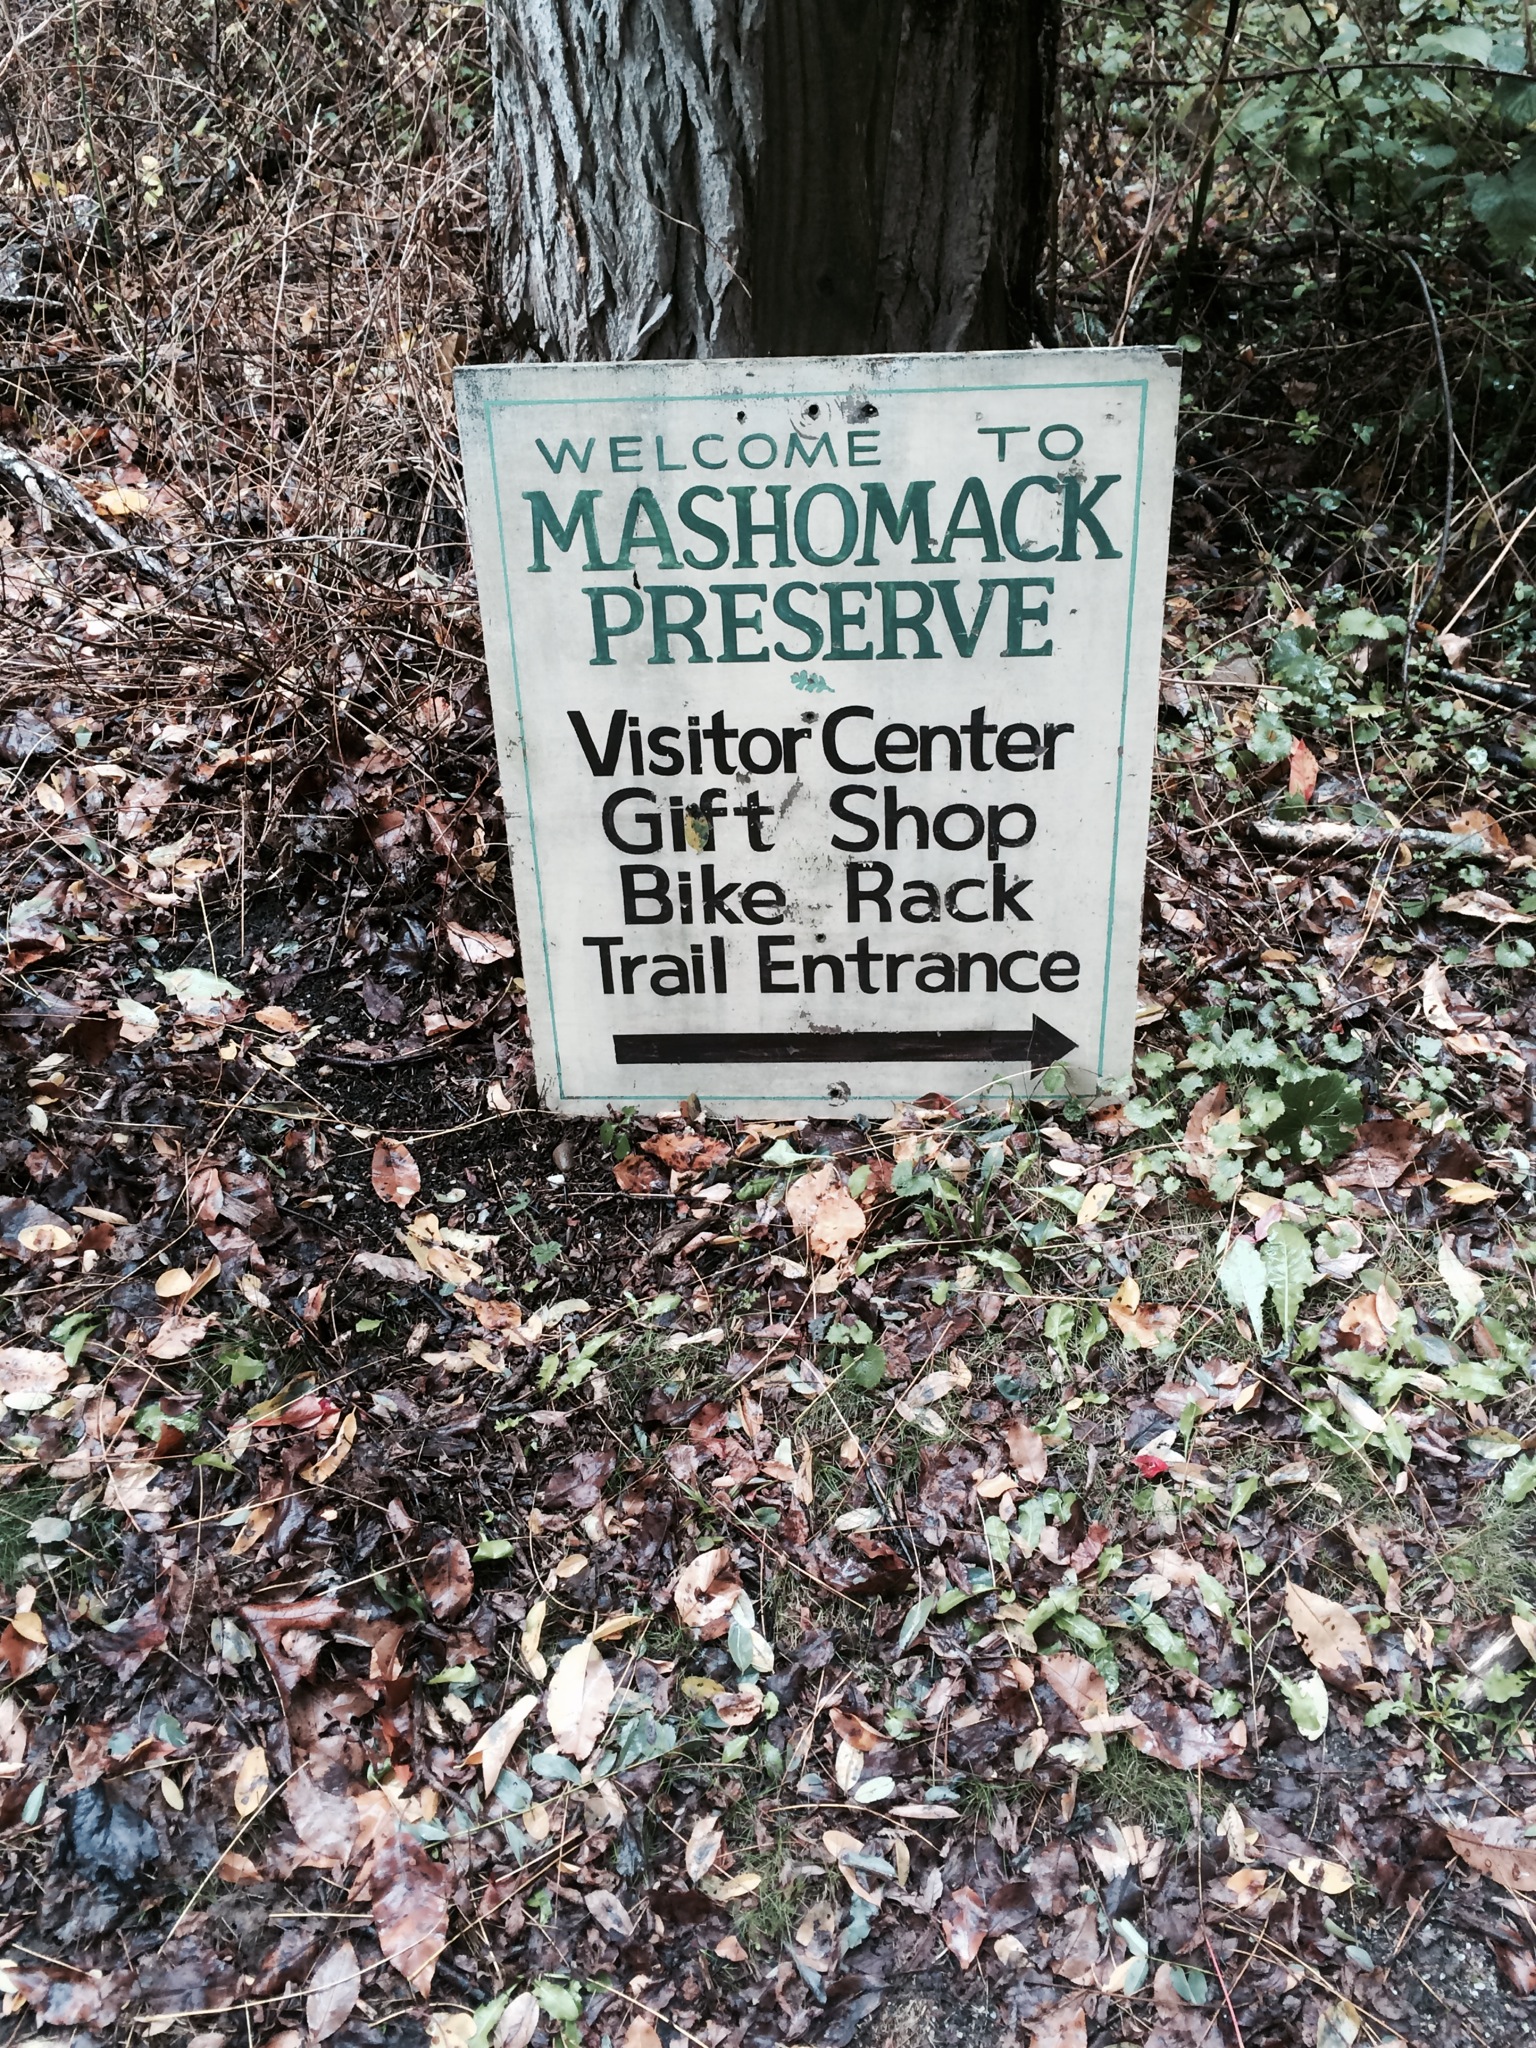 WELCOME TO
MASHOMACK
PRESERVE
Visitor Center
Gift Shop
Bike Rack
Trail Entrance